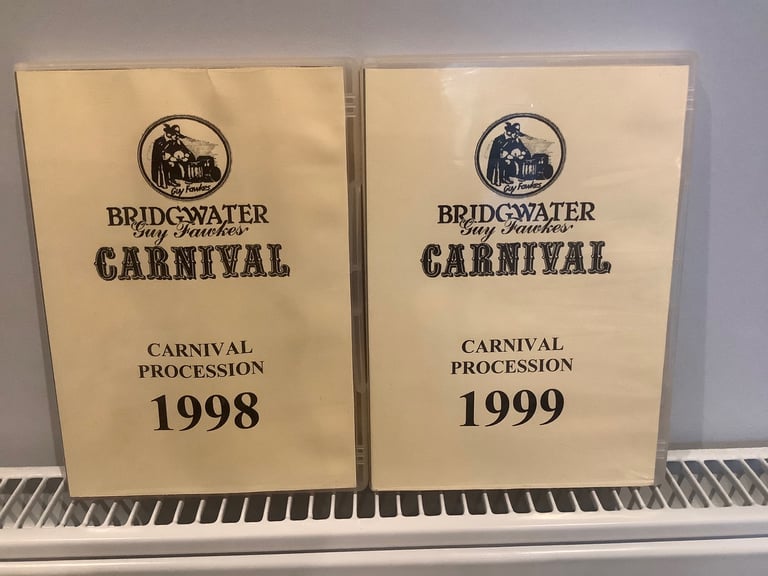 Guy Fawkes
BRIDGWATER
Guy Fawkes
CARNIVAL
CARNIVAL
PROCESSION
1998
Guy Fawkes
BRIDGWATER
Guy Fawkes
CARNIVAL
CARNIVAL
PROCESSION
1999